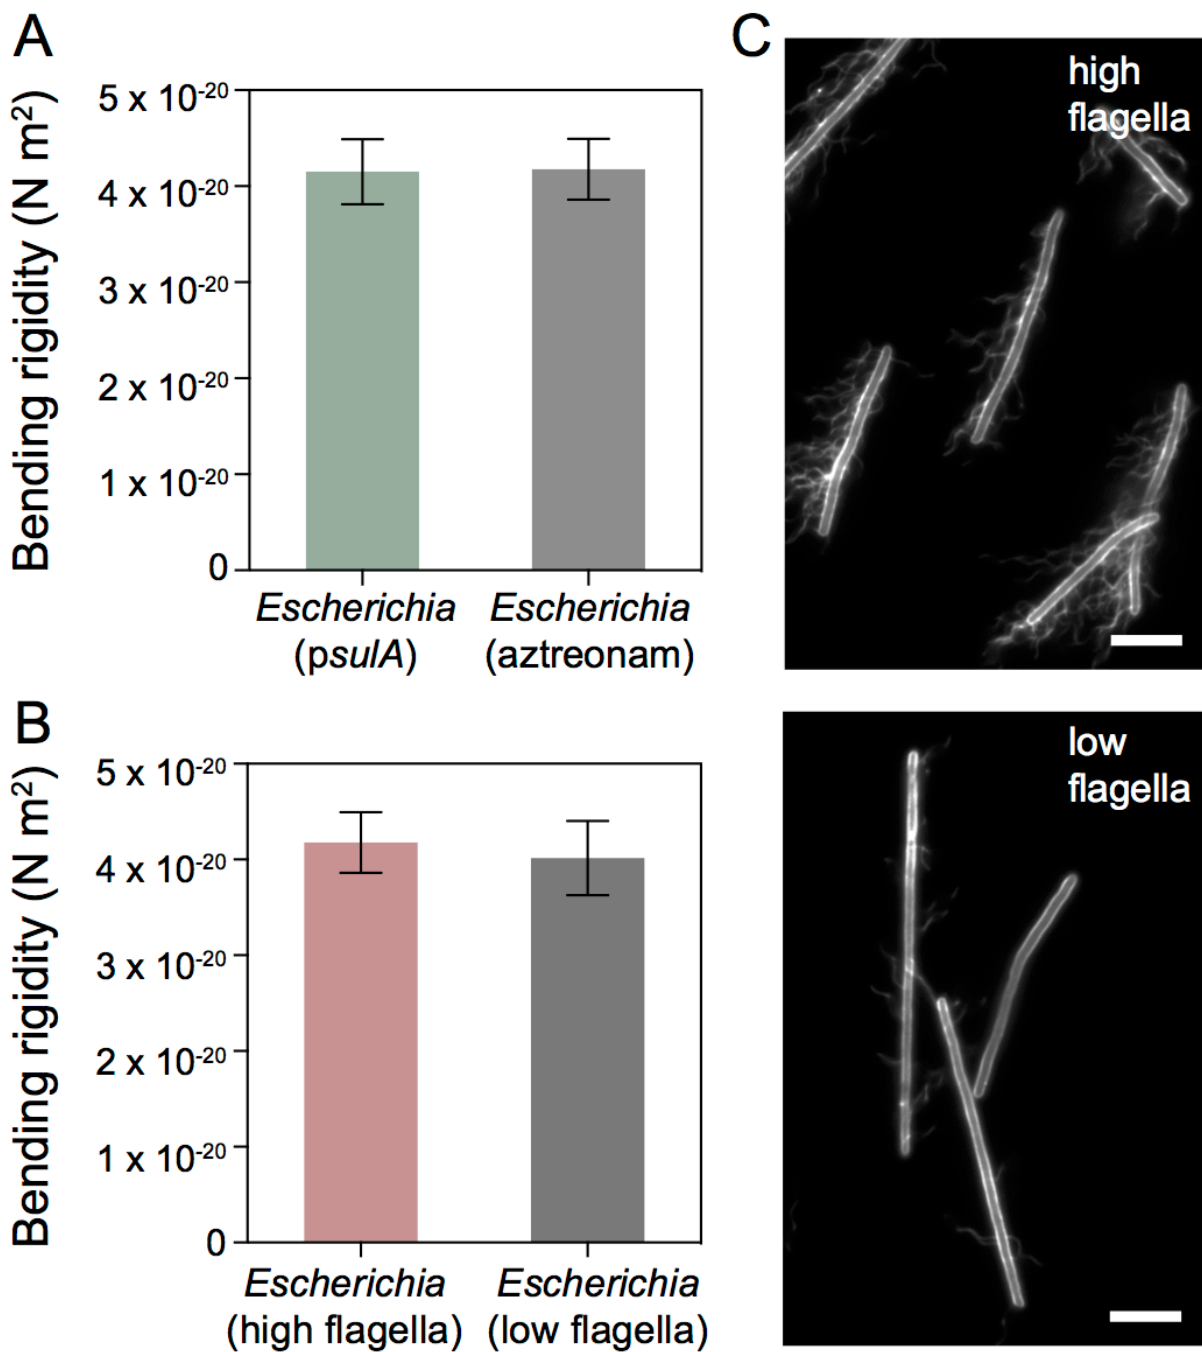 A
Bending rigidity (N m²)
5 x 10⁻²⁰
4 x 10⁻²⁰
3 x 10⁻²⁰
2 x 10⁻²⁰
1 x 10⁻²⁰
0
Escherichia
(psulA)
Escherichia
(aztreonam)
B
Bending rigidity (N m²)
5 x 10⁻²⁰
4 x 10⁻²⁰
3 x 10⁻²⁰
2 x 10⁻²⁰
1 x 10⁻²⁰
0
Escherichia
(high flagella)
Escherichia
(low flagella)
C
high
flagella
low
flagella